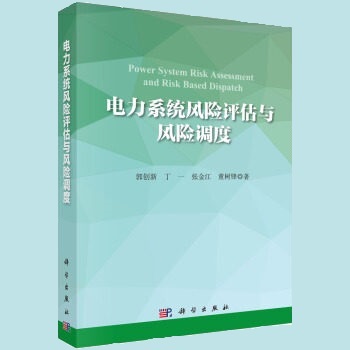 电力系统风险评估与风险调度
科学出版社
Power System Risk Assessment
and Risk Based Dispatch
电力系统风险评估与
风险调度
郭创新 丁一 张金江 董树锋◎著
科学出版社